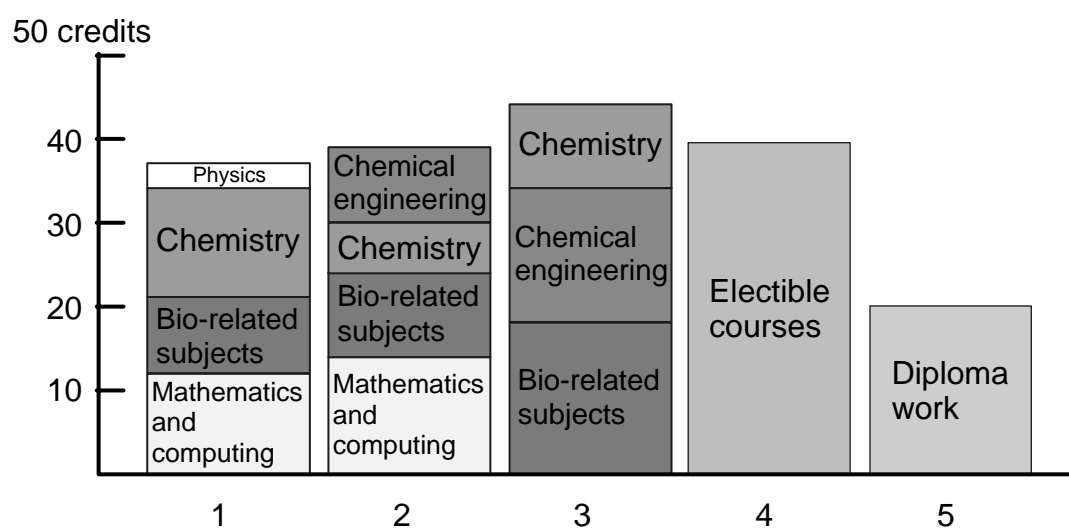 50 credits
40
30
20
10
Physics
Chemistry
Bio-related
subjects
Mathematics
and
computing
Chemical
engineering
Chemistry
Bio-related
subjects
Mathematics
and
computing
Chemistry
Chemical
engineering
Bio-related
subjects
Electible
courses
Diploma
work
1 2 3 4 5